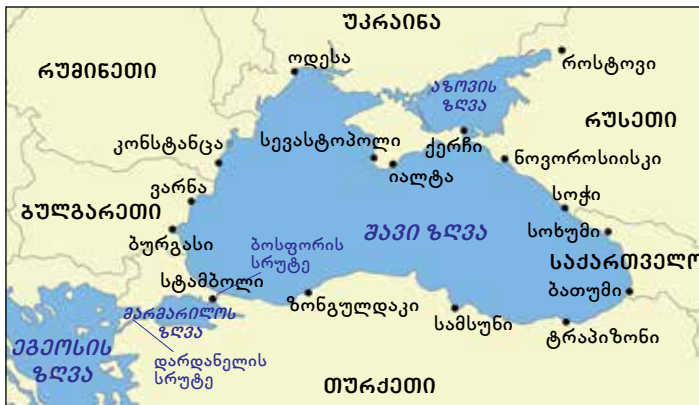 უკრაინა
რუმინეთი
ოდესა
როსტოვი
აზოვის
ზღვა
რუსეთი
კონსტანცა
სევასტოპოლი
ქერჩი
ნოვოროსიისკი
იალტა
ვარნა
სოჭი
ბულგარეთი
ბურგასი
ბოსფორის
სრუტე
შავი ზღვა
სოხუმი
საქართველო
სტამბოლი
ზონგულდაკი
ბათუმი
მარმარილოს
ზღვა
სამსუნი
ტრაპიზონი
ეგეოსის
ზღვა
დარდანელის
სრუტე
თურქეთი